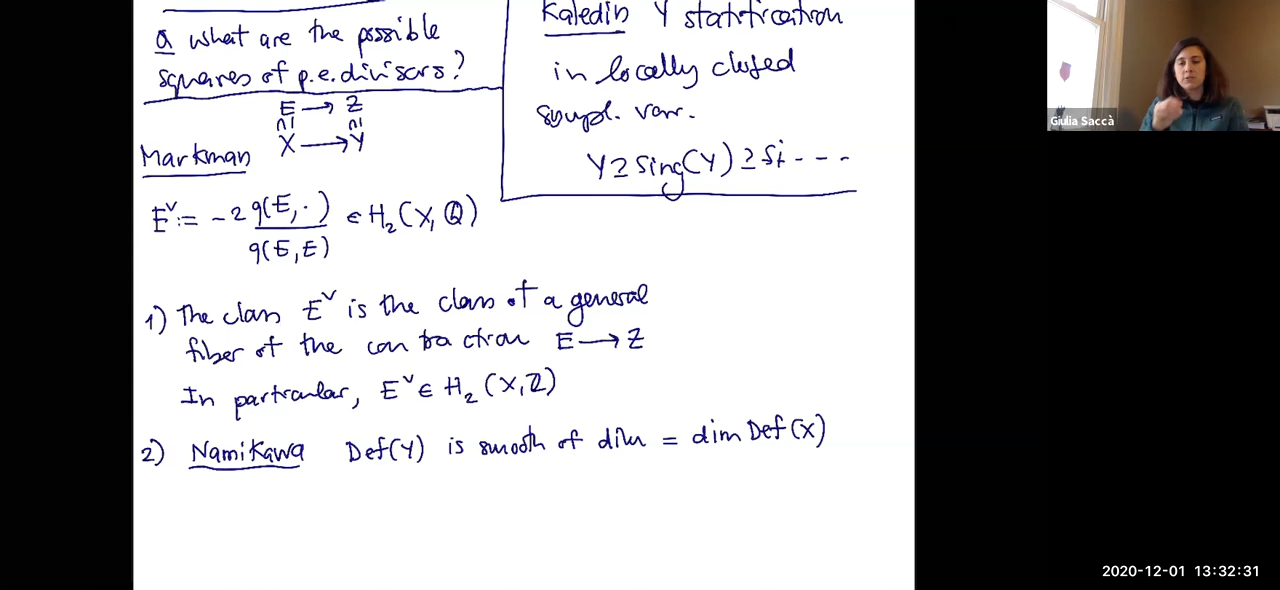 Q what are the possible
squares of p.e. divisors?
E → Z
∩| ∩|
X → Y
Markman
E^∨ := -2 q(E, ·) / q(E, E) ∈ H_2(X, Q)
Kaledin Y stratification
in locally closed
sympl. var.
Y ⊇ Sing(Y) ⊇ Si - - -
1) The class E^∨ is the class of a general
fiber of the contraction E → Z
In particular, E^∨ ∈ H_2(X, Z)
2) Namikawa Def(Y) is smooth of dim = dim Def(X)
Giulia Saccà
2020-12-01 13:32:31